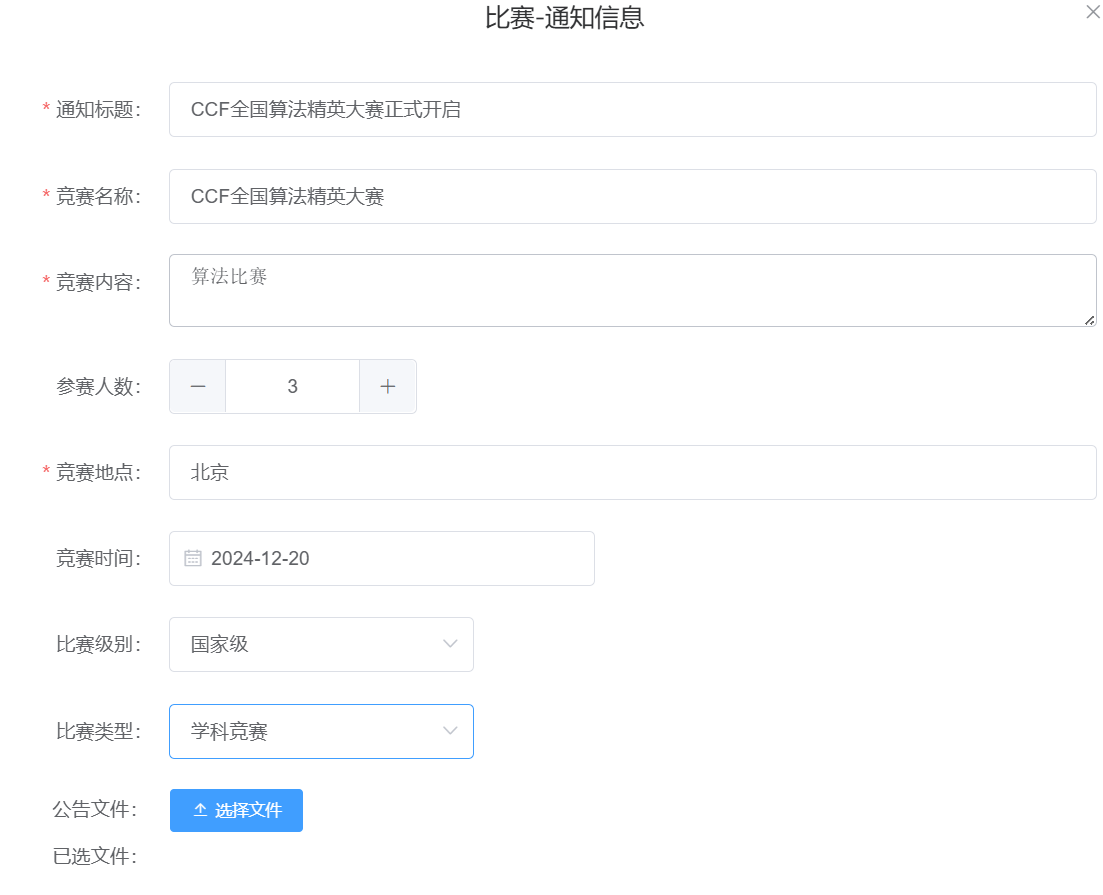 比赛-通知信息
* 通知标题： CCF全国算法精英大赛正式开启
* 竞赛名称： CCF全国算法精英大赛
* 竞赛内容： 算法比赛
参赛人数： 3
* 竞赛地点： 北京
竞赛时间： 2024-12-20
比赛级别： 国家级
比赛类型： 学科竞赛
公告文件： 选择文件
已选文件：